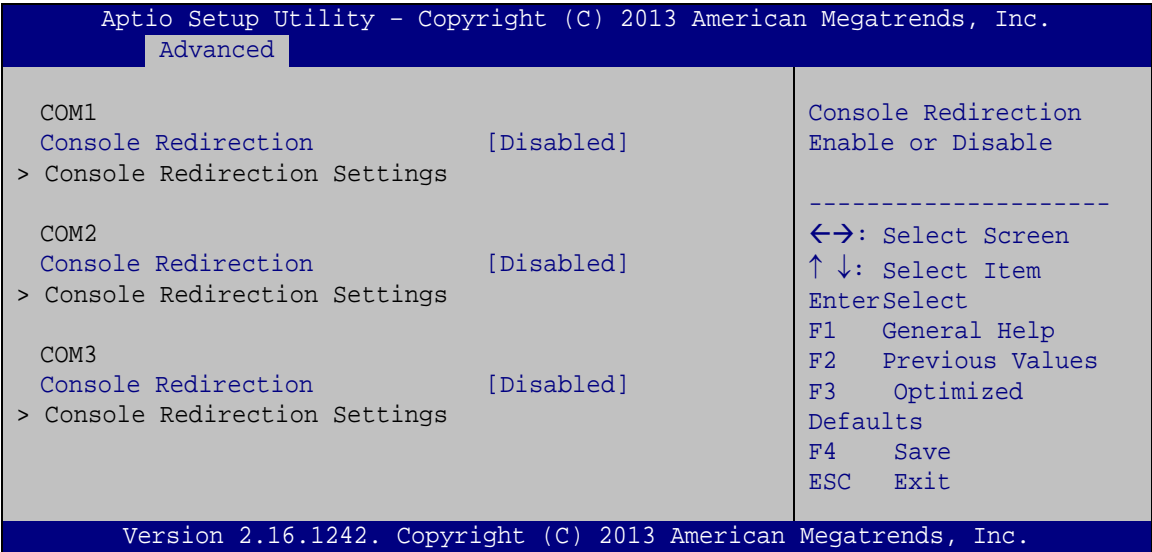 Aptio Setup Utility – Copyright (C) 2013 American Megatrends, Inc.
Advanced
COM1
Console Redirection [Disabled]
> Console Redirection Settings
COM2
Console Redirection [Disabled]
> Console Redirection Settings
COM3
Console Redirection [Disabled]
> Console Redirection Settings
Console Redirection
Enable or Disable
---------------------
←→: Select Screen
↑ ↓: Select Item
EnterSelect
F1 General Help
F2 Previous Values
F3 Optimized
Defaults
F4 Save
ESC Exit
Version 2.16.1242. Copyright (C) 2013 American Megatrends, Inc.